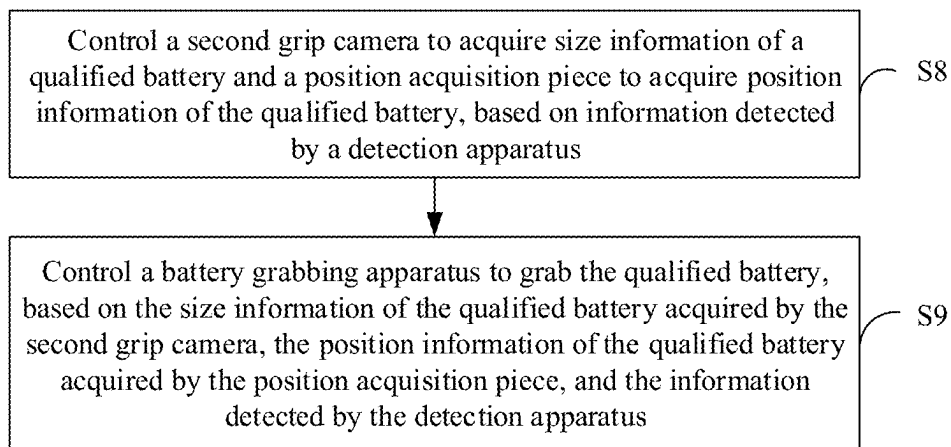 Control a second grip camera to acquire size information of a
qualified battery and a position acquisition piece to acquire position
information of the qualified battery, based on information detected
by a detection apparatus
S8
Control a battery grabbing apparatus to grab the qualified battery,
based on the size information of the qualified battery acquired by the
second grip camera, the position information of the qualified battery
acquired by the position acquisition piece, and the information
detected by the detection apparatus
S9